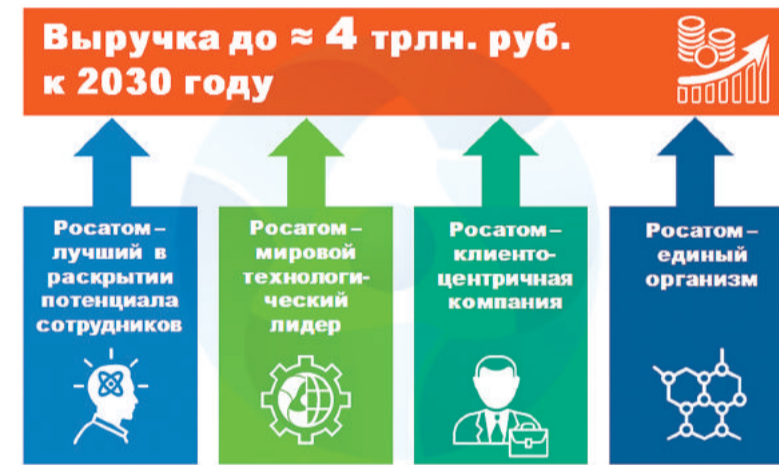 Выручка до ≈ 4 трлн. руб.
к 2030 году
Росатом –
лучший в
раскрытии
потенциала
сотрудников
Росатом –
мировой
технологи-
ческий
лидер
Росатом –
клиенто-
центричная
компания
Росатом –
единый
организм